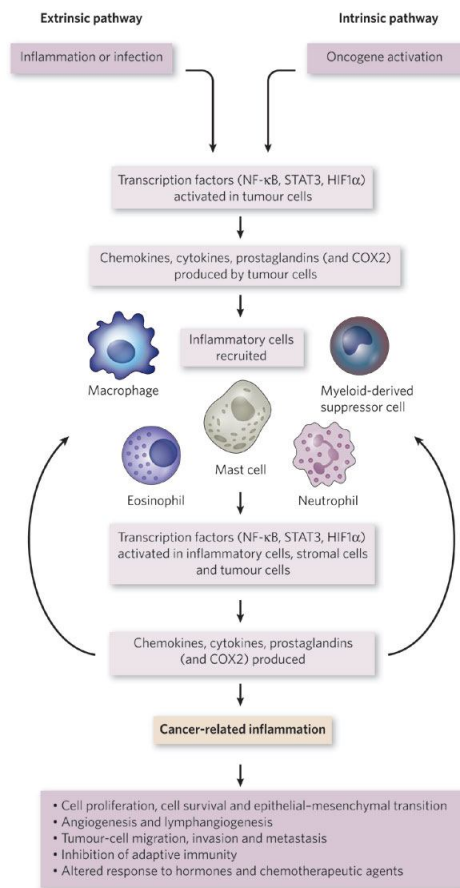 Extrinsic pathway
Intrinsic pathway
Inflammation or infection
Oncogene activation
Transcription factors (NF-κB, STAT3, HIF1α)
activated in tumour cells
Chemokines, cytokines, prostaglandins (and COX2)
produced by tumour cells
Inflammatory cells
recruited
Macrophage
Myeloid-derived
suppressor cell
Mast cell
Eosinophil
Neutrophil
Transcription factors (NF-κB, STAT3, HIF1α)
activated in inflammatory cells, stromal cells
and tumour cells
Chemokines, cytokines, prostaglandins
(and COX2) produced
Cancer-related inflammation
• Cell proliferation, cell survival and epithelial–mesenchymal transition
• Angiogenesis and lymphangiogenesis
• Tumour-cell migration, invasion and metastasis
• Inhibition of adaptive immunity
• Altered response to hormones and chemotherapeutic agents